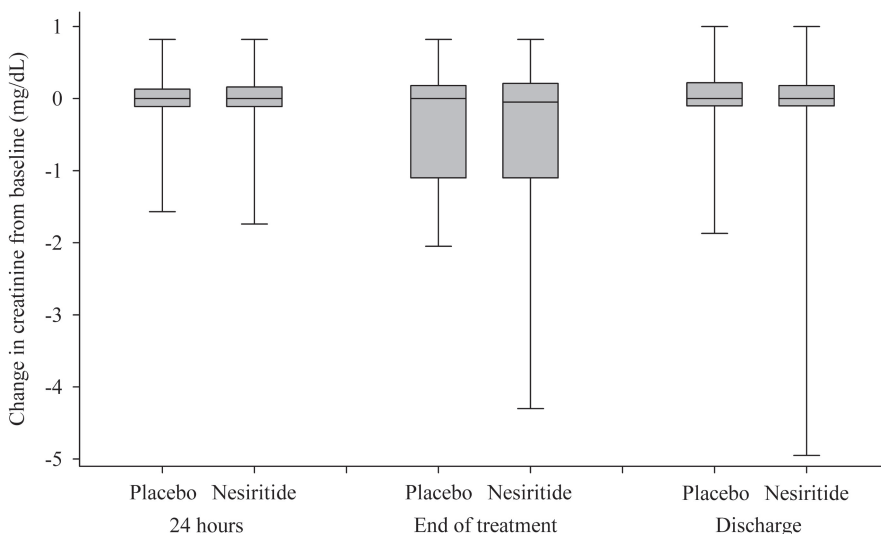 Change in creatinine from baseline (mg/dL)
1
0
-1
-2
-3
-4
-5
Placebo Nesiritide Placebo Nesiritide Placebo Nesiritide
24 hours End of treatment Discharge